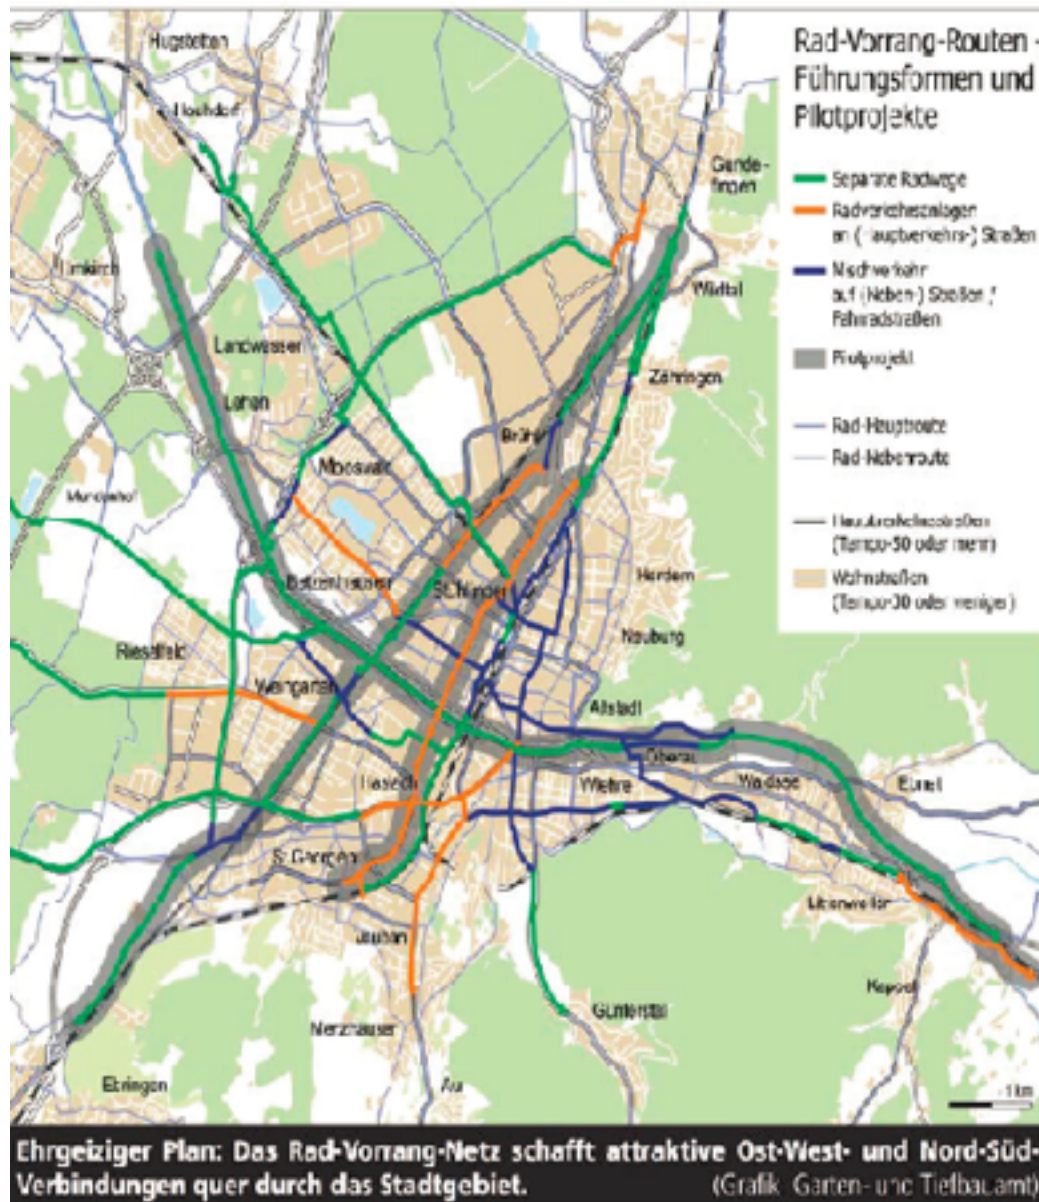 Rad-Vorrang-Routen -
Führungsformen und
Pilotprojekte
Hugstetten
Hochdorf
Gunde-
fingen
Separate Radwege
Radverkehrsanlagen
an (Hauptverkehrs-) Straßen
Mischverkehr
auf (Neben-) Straßen /
Fahrradstraßen
Pilotprojekt
Umkirch
Wildtal
Landwasser
Zähringen
Lehen
Brühl
Rad-Hauptroute
Mooswald
Rad-Nebenroute
Mundenhof
Hauptverkehrsstraßen
(Tempo-50 oder mehr)
Betzenhausen
Stühlinger
Herdern
Wohnstraßen
(Tempo-30 oder weniger)
Neuburg
Rieselfeld
Weingarten
Altstadt
Oberau
Haslach
Wiehre
Waldsee
Ebnet
St. Georgen
Littenweiler
Kappel
Merzhausen
Günterstal
Ebringen
Au
1 km
Ehrgeiziger Plan: Das Rad-Vorrang-Netz schafft attraktive Ost-West- und Nord-Süd-
Verbindungen quer durch das Stadtgebiet. (Grafik Garten- und Tiefbauamt)